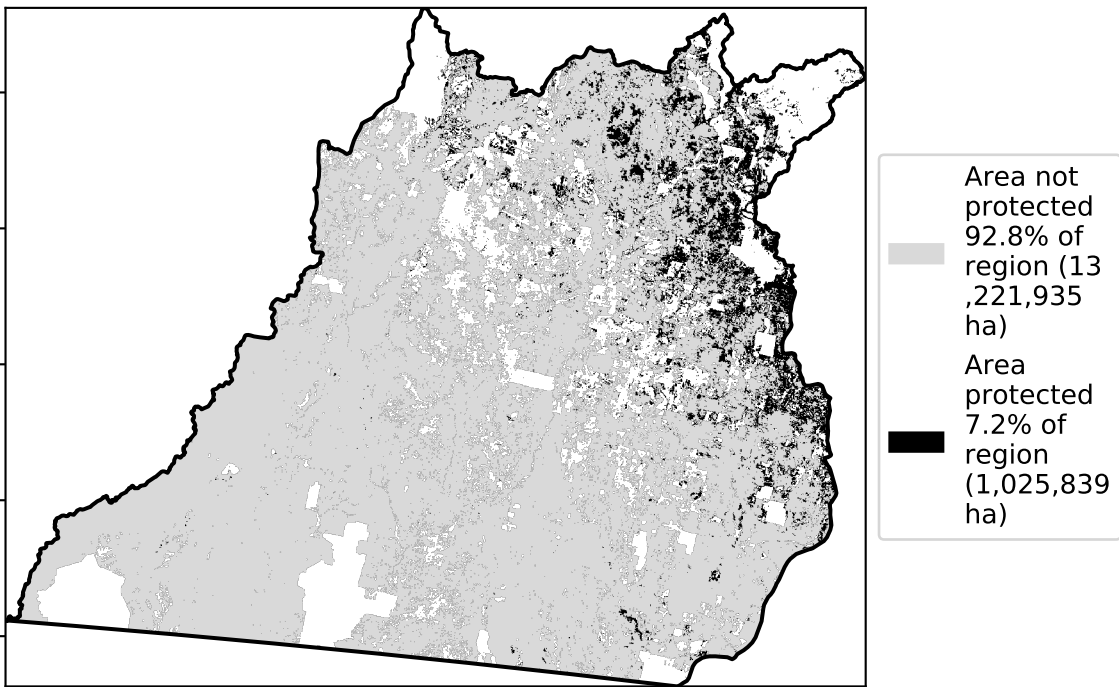 Area not
protected
92.8% of
region (13
,221,935
ha)
Area
protected
7.2% of
region
(1,025,839
ha)